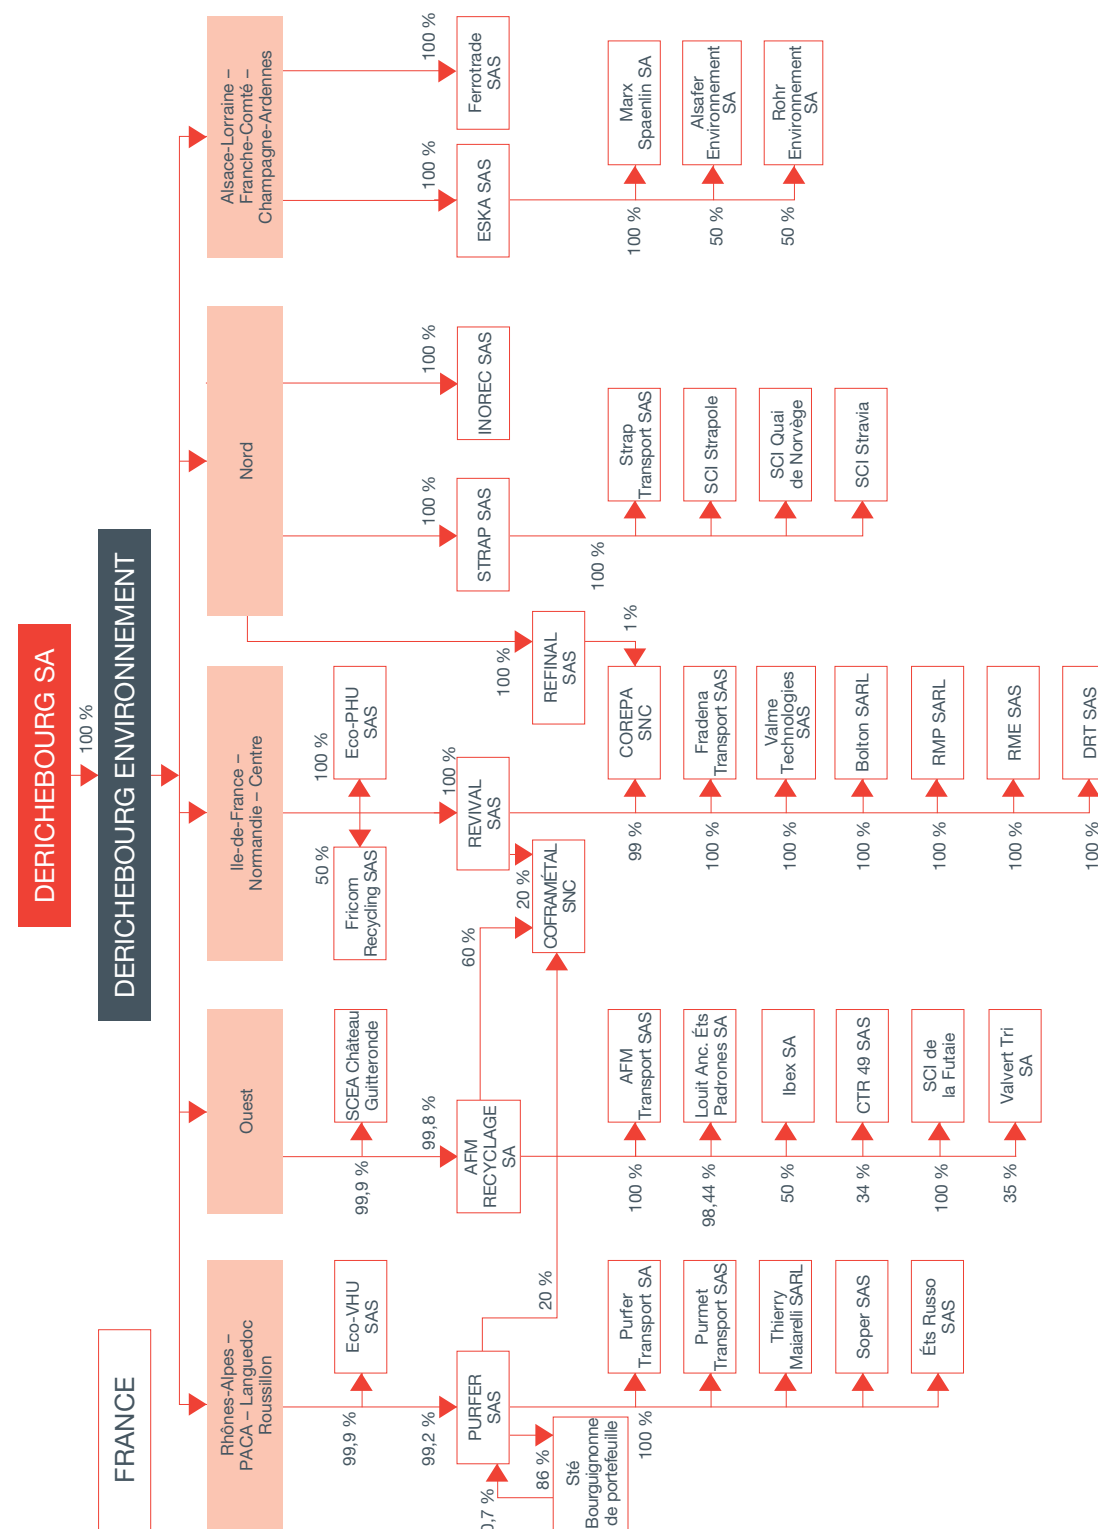 DERICHEBOURG SA
100 %
DERICHEBOURG ENVIRONNEMENT
FRANCE
Rhônes-Alpes –
PACA – Languedoc
Roussillon
Ouest
Ile-de-France –
Normandie – Centre
Nord
Alsace-Lorraine –
Franche-Comté –
Champagne-Ardennes
99,9 %
Eco-VHU
SAS
99,2 %
PURFER
SAS
86 %
Sté
Bourguignonne
de portefeuille
20 %
100 %
Purfer
Transport SA
Purmet
Transport SAS
Thierry
Maiarelli SARL
Soper SAS
Éts Russo
SAS
99,9 %
SCEA Château
Guitteronde
99,8 %
AFM
RECYCLAGE
SA
60 %
100 %
AFM
Transport SAS
98,44 %
Louit Anc. Éts
Padrones SA
50 %
Ibex SA
34 %
CTR 49 SAS
100 %
SCI de
la Futaie
35 %
Valvert Tri
SA
50 %
Fricom
Recycling SAS
100 %
Eco-PHU
SAS
100 %
REVIVAL
SAS
20 %
COFRAMÉTAL
SNC
99 %
COREPA
SNC
100 %
Fradena
Transport SAS
100 %
Valme
Technologies
SAS
100 %
Bolton SARL
100 %
RMP SARL
100 %
RME SAS
100 %
DRT SAS
100 %
REFINAL
SAS
1 %
100 %
STRAP SAS
100 %
INOREC SAS
100 %
Strap
Transport SAS
SCI Strapole
SCI Quai
de Norvège
SCI Stravia
100 %
ESKA SAS
100 %
Ferrotrade
SAS
100 %
Marx
Spaenlin SA
50 %
Alsafer
Environnement
SA
50 %
Rohr
Environnement
SA